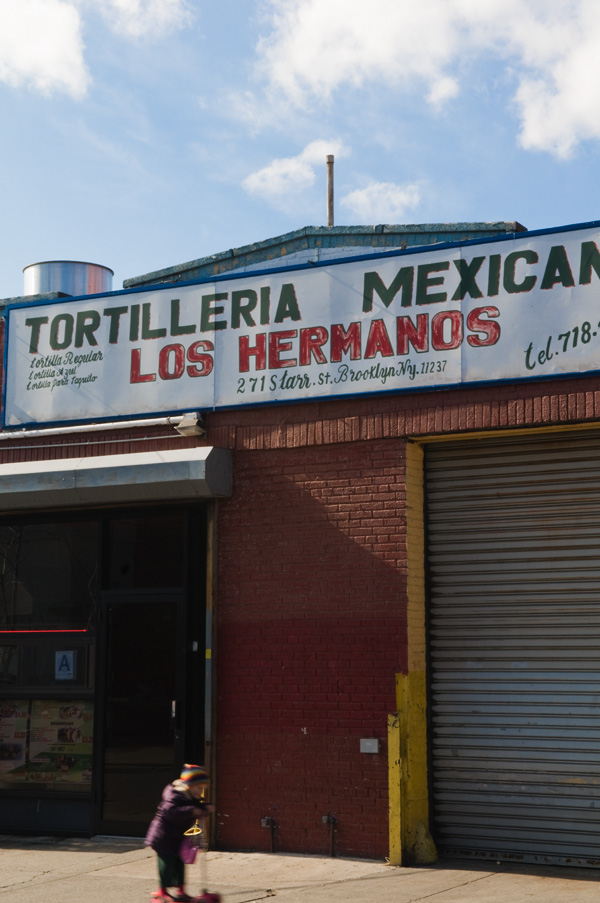 TORTILLERIA MEXICAN
LOS HERMANOS
Tortilla Regular
Tortilla Azul
Tortilla Para Taquito
271 Starr. St. Brooklyn Ny. 11237
tel. 718.
A